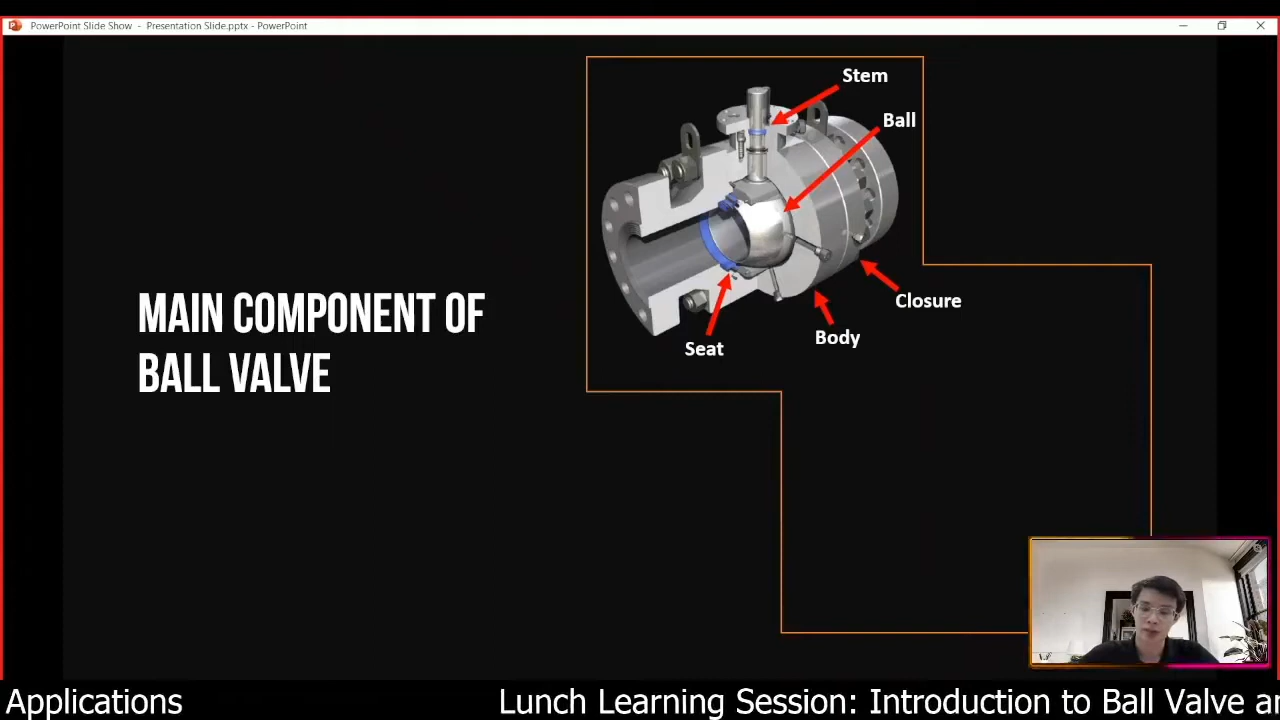 PowerPoint Slide Show - Presentation Slide.pptx - PowerPoint
Stem
Ball
MAIN COMPONENT OF
BALL VALVE
Closure
Body
Seat
Applications
Lunch Learning Session: Introduction to Ball Valve a